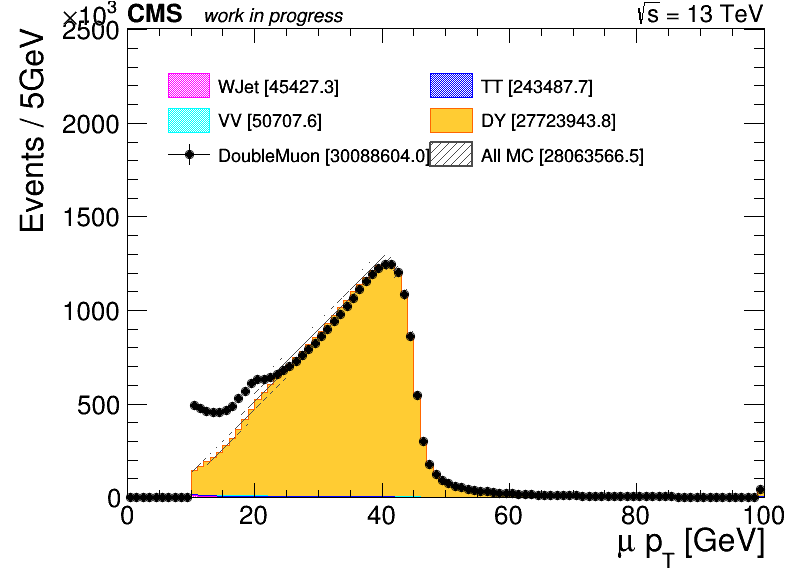 ×10³ CMS work in progress √s = 13 TeV
Events / 5GeV
2500
2000
1500
1000
500
0
WJet [45427.3] TT [243487.7]
VV [50707.6] DY [27723943.8]
DoubleMuon [30088604.0] All MC [28063566.5]
0 20 40 60 80 100
μ p_T [GeV]